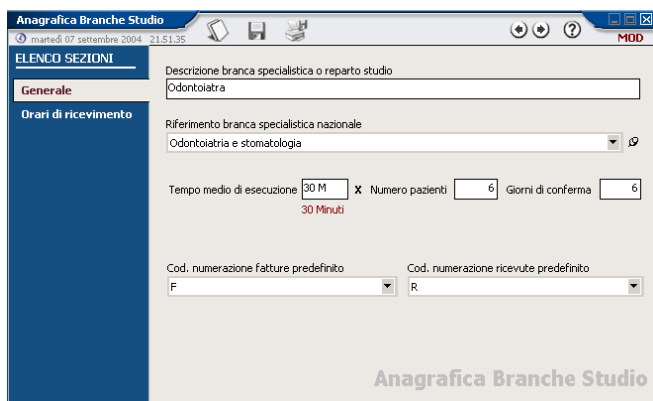 Anagrafica Branche Studio
martedì 07 settembre 2004 21.51.35
MOD
ELENCO SEZIONI
Generale
Orari di ricevimento
Descrizione branca specialistica o reparto studio
Odontoiatra
Riferimento branca specialistica nazionale
Odontoiatria e stomatologia
Tempo medio di esecuzione 30 M X Numero pazienti 6 Giorni di conferma 6
30 Minuti
Cod. numerazione fatture predefinito Cod. numerazione ricevute predefinito
F R
Anagrafica Branche Studio